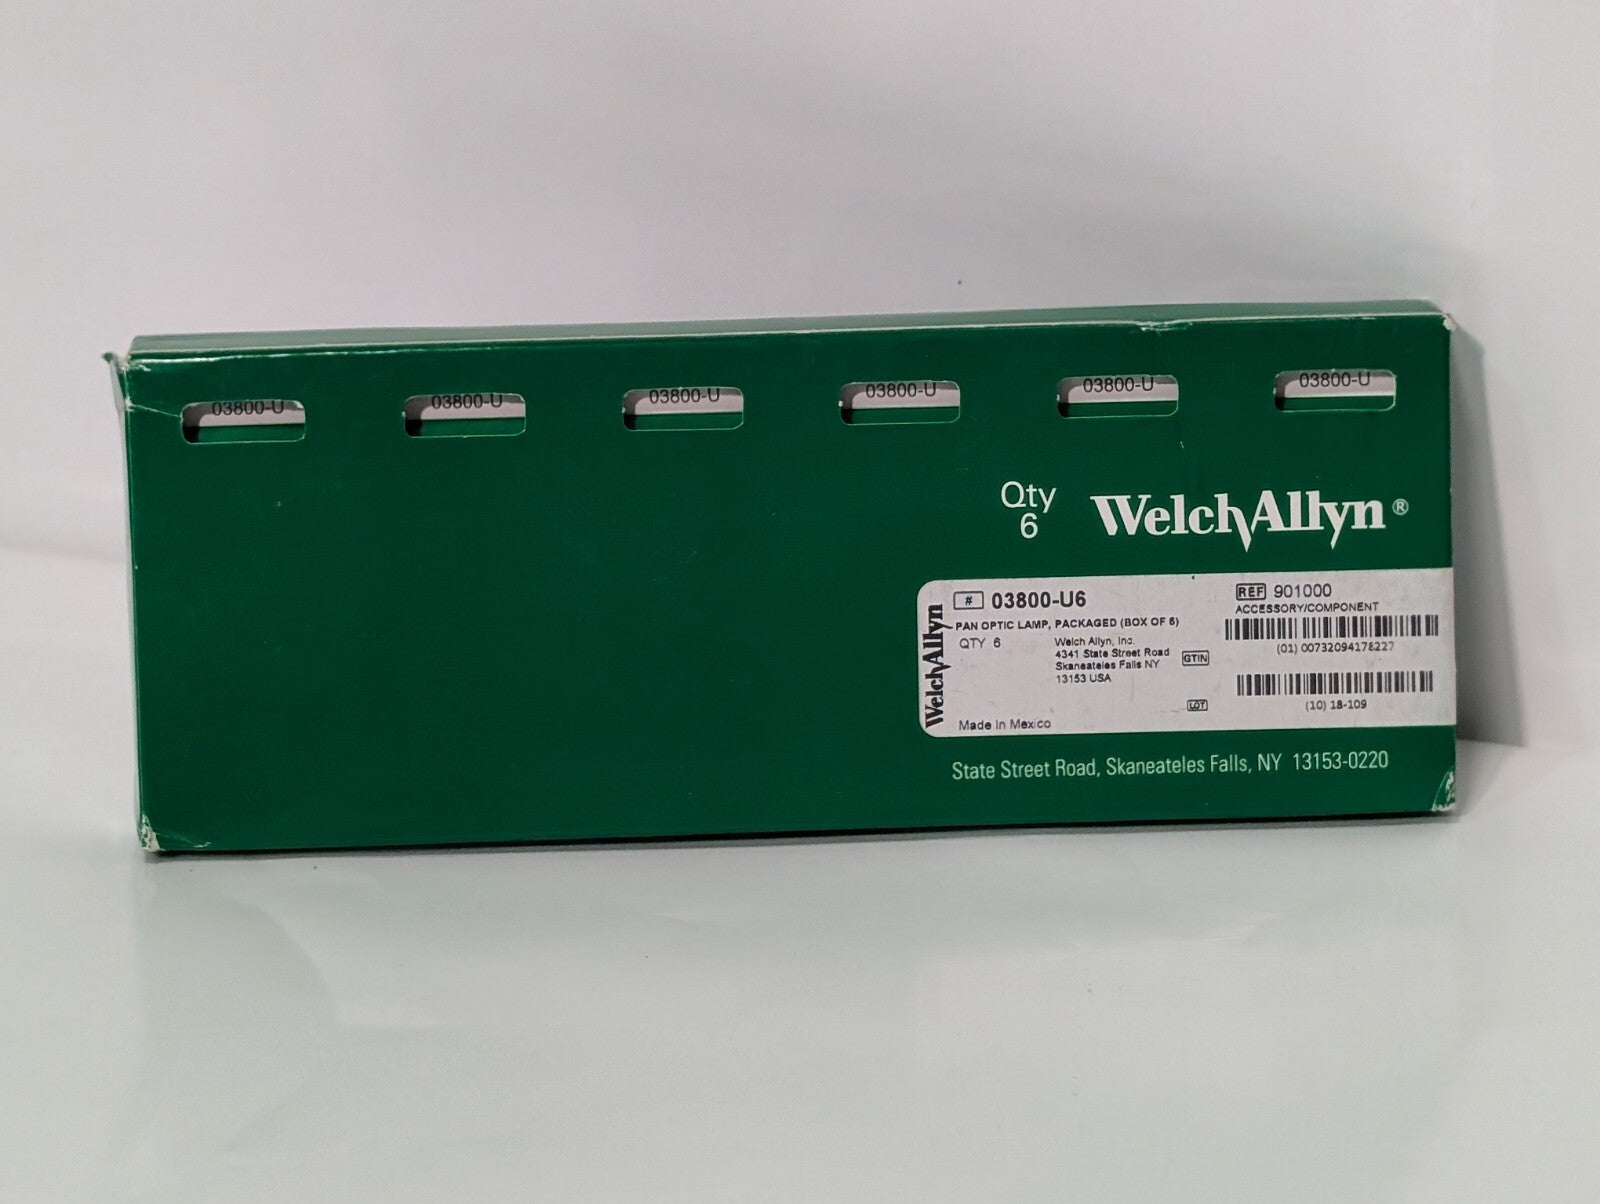 03800-U 03800-U 03800-U 03800-U 03800-U 03800-U
Qty
6
WelchAllyn®
WelchAllyn
# 03800-U6
PAN OPTIC LAMP, PACKAGED (BOX OF 6)
QTY 6
Welch Allyn, Inc.
4341 State Street Road
Skaneateles Falls NY
13153 USA
Made in Mexico
REF 901000
ACCESSORY/COMPONENT
GTIN
(01) 00732094178227
LOT
(10) 18-109
State Street Road, Skaneateles Falls, NY 13153-0220